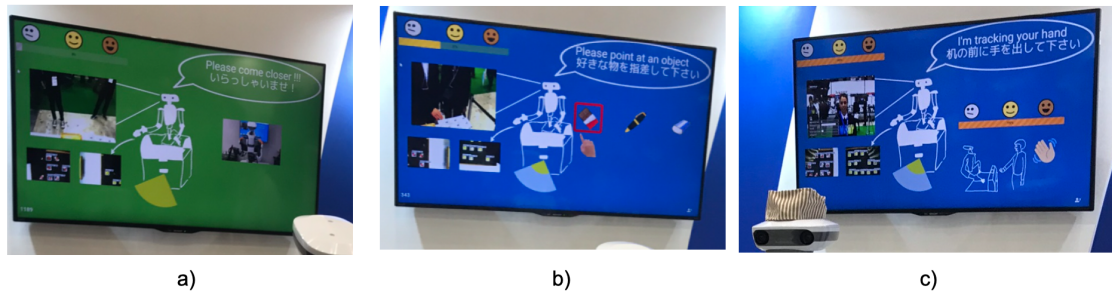 Please come closer !!!
いらっしゃいませ！
1189
a)
Please point at an object
好きな物を指差して下さい
543
b)
I'm tracking your hand
机の前に手を出して下さい
c)